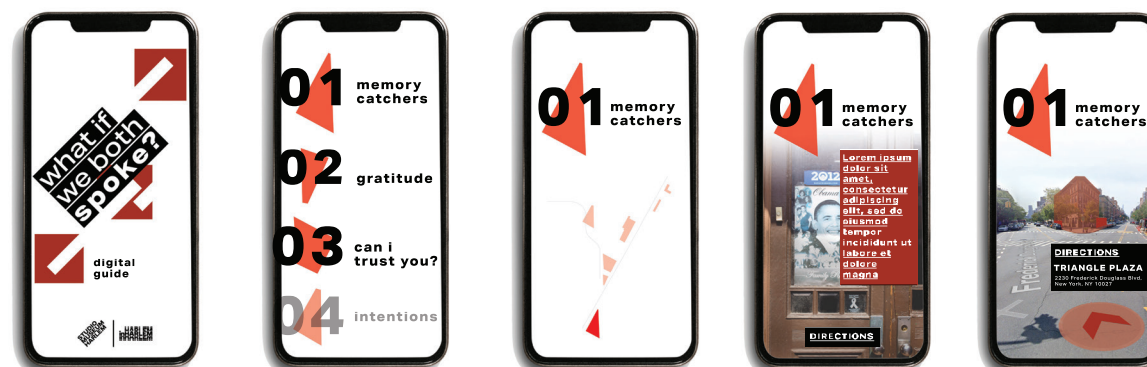 what if
we both
spoke?
digital
guide
STUDIO
MUSEUM
HARLEM
inHARLEM
01
memory
catchers
02
gratitude
03
can i
trust you?
04
intentions
01
memory
catchers
01
memory
catchers
2012
Obama
Lorem ipsum
dolor sit
amet,
consectetur
adipiscing
elit, sed do
eiusmod
tempor
incididunt ut
labore et
dolore
magna
DIRECTIONS
01
memory
catchers
DIRECTIONS
TRIANGLE PLAZA
2230 Frederick Douglass Blvd,
New York, NY 10027
Frederick